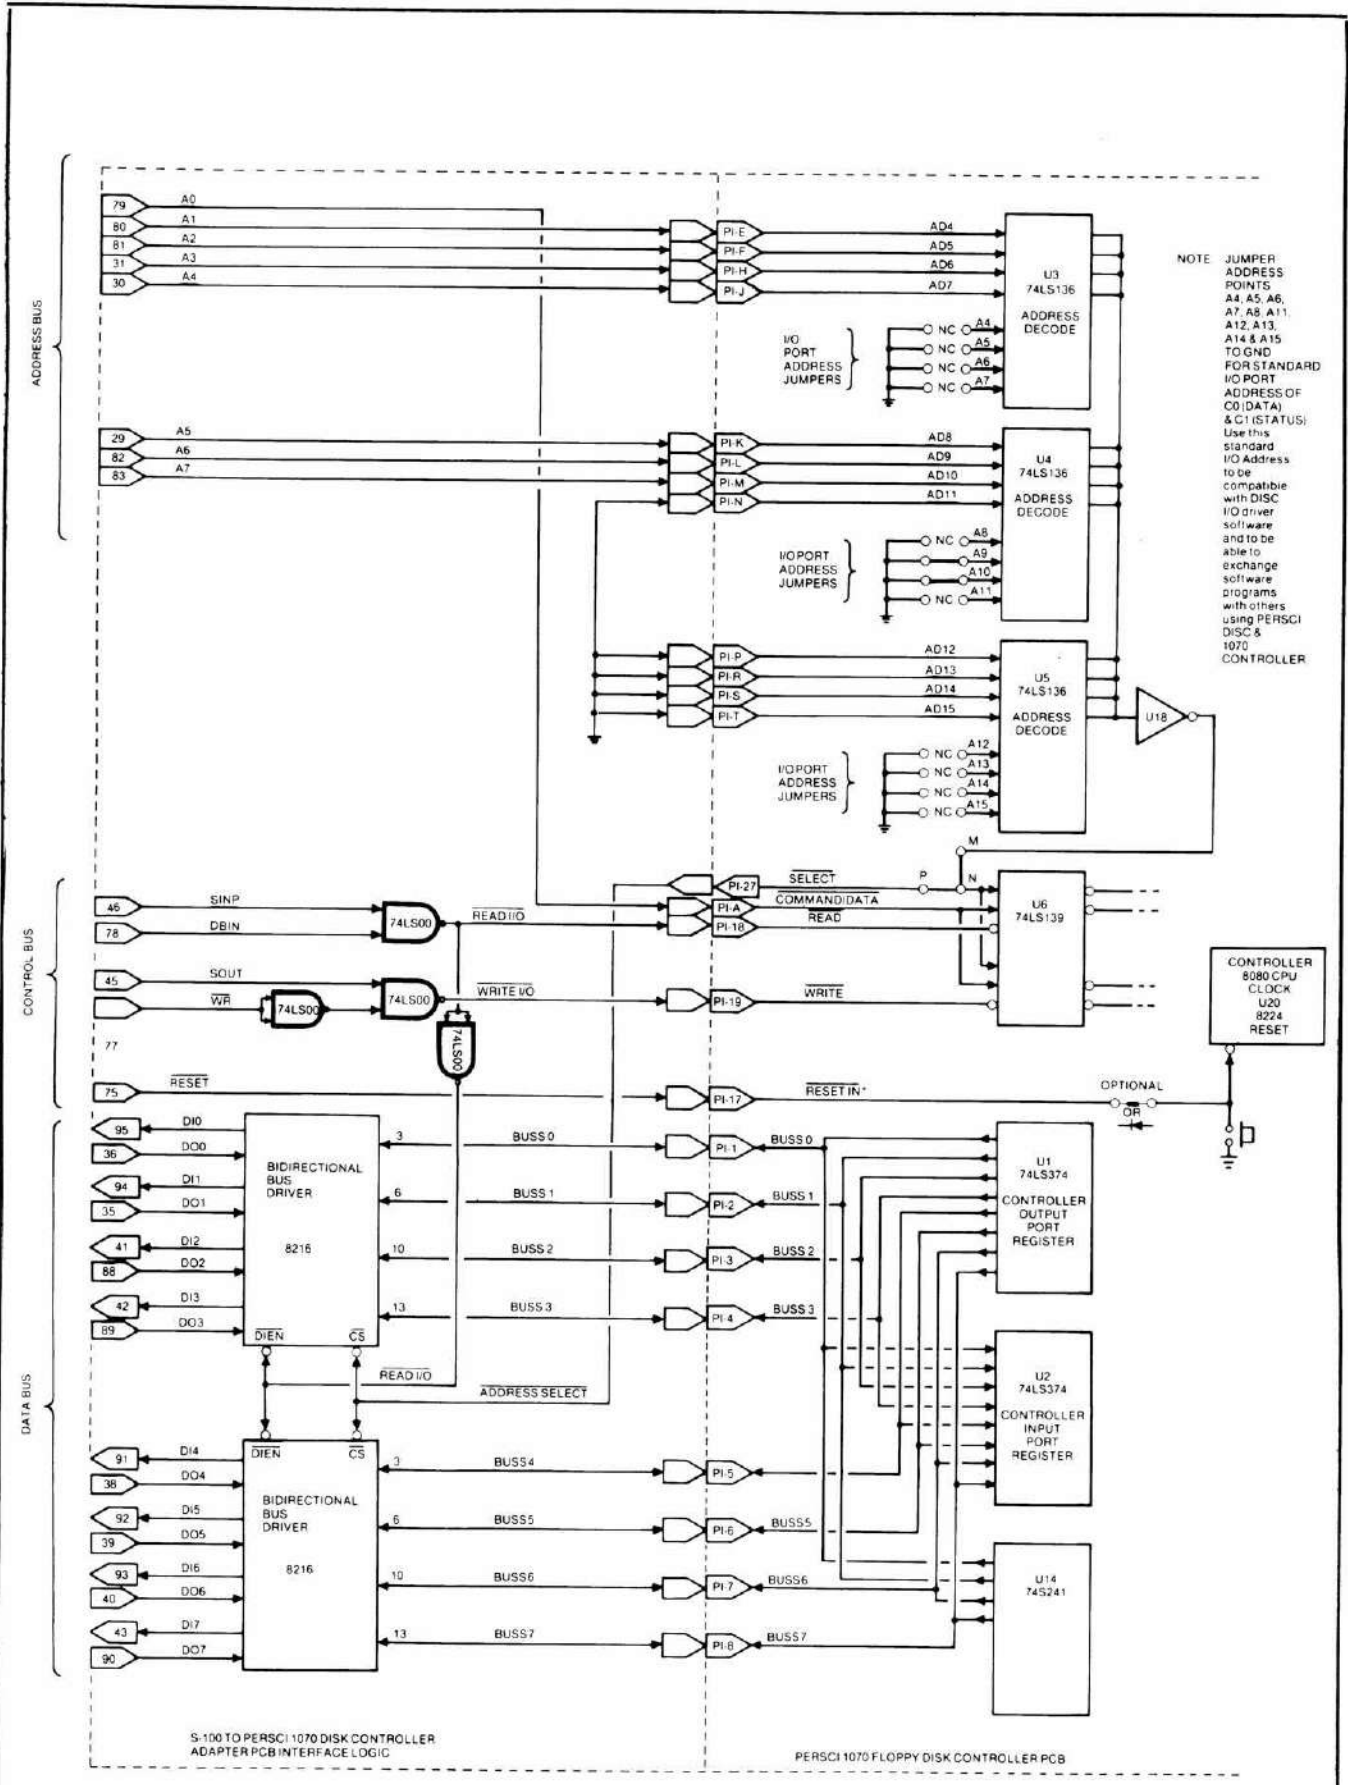 79 A0
80 A1
81 A2
31 A3
30 A4
ADDRESS BUS
PI-E AD4
PI-F AD5
PI-H AD6
PI-J AD7
U3
74LS136
ADDRESS
DECODE
I/O
PORT
ADDRESS
JUMPERS
NC A4
NC A5
NC A6
NC A7
NOTE JUMPER
ADDRESS
POINTS
A4, A5, A6,
A7, A8, A11,
A12, A13,
A14 & A15
TO GND
FOR STANDARD
I/O PORT
ADDRESS OF
C0 (DATA)
& C1 (STATUS)
Use this
standard
I/O Address
to be
compatible
with DISC
I/O driver
software
and to be
able to
exchange
software
programs
with others
using PERSCI
DISC &
1070
CONTROLLER
29 A5
82 A6
83 A7
PI-K AD8
PI-L AD9
PI-M AD10
PI-N AD11
U4
74LS136
ADDRESS
DECODE
I/O PORT
ADDRESS
JUMPERS
NC A8
A9
A10
NC A11
PI-P AD12
PI-R AD13
PI-S AD14
PI-T AD15
U5
74LS136
ADDRESS
DECODE
U18
I/O PORT
ADDRESS
JUMPERS
NC A12
NC A13
NC A14
NC A15
M
CONTROL BUS
46 SINP
78 DBIN
74LS00
READ I/O
PI-27 SELECT P N
PI-A COMMAND/DATA
PI-18 READ
U6
74LS139
45 SOUT
WR
77
74LS00
74LS00
WRITE I/O
74LS00
PI-19 WRITE
CONTROLLER
8080 CPU
CLOCK
U20
8224
RESET
75 RESET
PI-17 RESET IN*
OPTIONAL
OR
DATA BUS
95 DI0
36 DO0
94 DI1
35 DO1
41 DI2
88 DO2
42 DI3
89 DO3
BIDIRECTIONAL
BUS
DRIVER
8216
DIEN CS
3 BUSS 0 PI-1 BUSS 0
6 BUSS 1 PI-2 BUSS 1
10 BUSS 2 PI-3 BUSS 2
13 BUSS 3 PI-4 BUSS 3
U1
74LS374
CONTROLLER
OUTPUT
PORT
REGISTER
READ I/O
ADDRESS SELECT
U2
74LS374
CONTROLLER
INPUT
PORT
REGISTER
DIEN CS
91 DI4
38 DO4
92 DI5
39 DO5
93 DI6
40 DO6
43 DI7
90 DO7
BIDIRECTIONAL
BUS
DRIVER
8216
3 BUSS4 PI-5
6 BUSS5 PI-6 BUSS5
10 BUSS6 PI-7 BUSS6
13 BUSS7 PI-8 BUSS7
U14
74S241
S-100 TO PERSCI 1070 DISK CONTROLLER
ADAPTER PCB INTERFACE LOGIC
PERSCI 1070 FLOPPY DISK CONTROLLER PCB